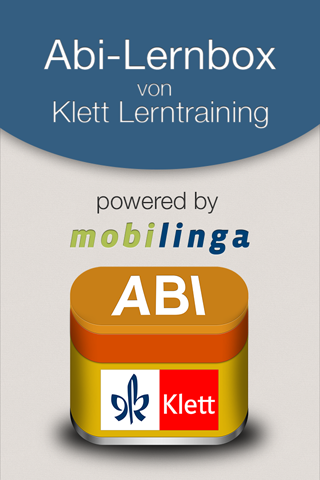 Abi-Lernbox
von
Klett Lerntraining
powered by
mobilinga
ABI
Klett